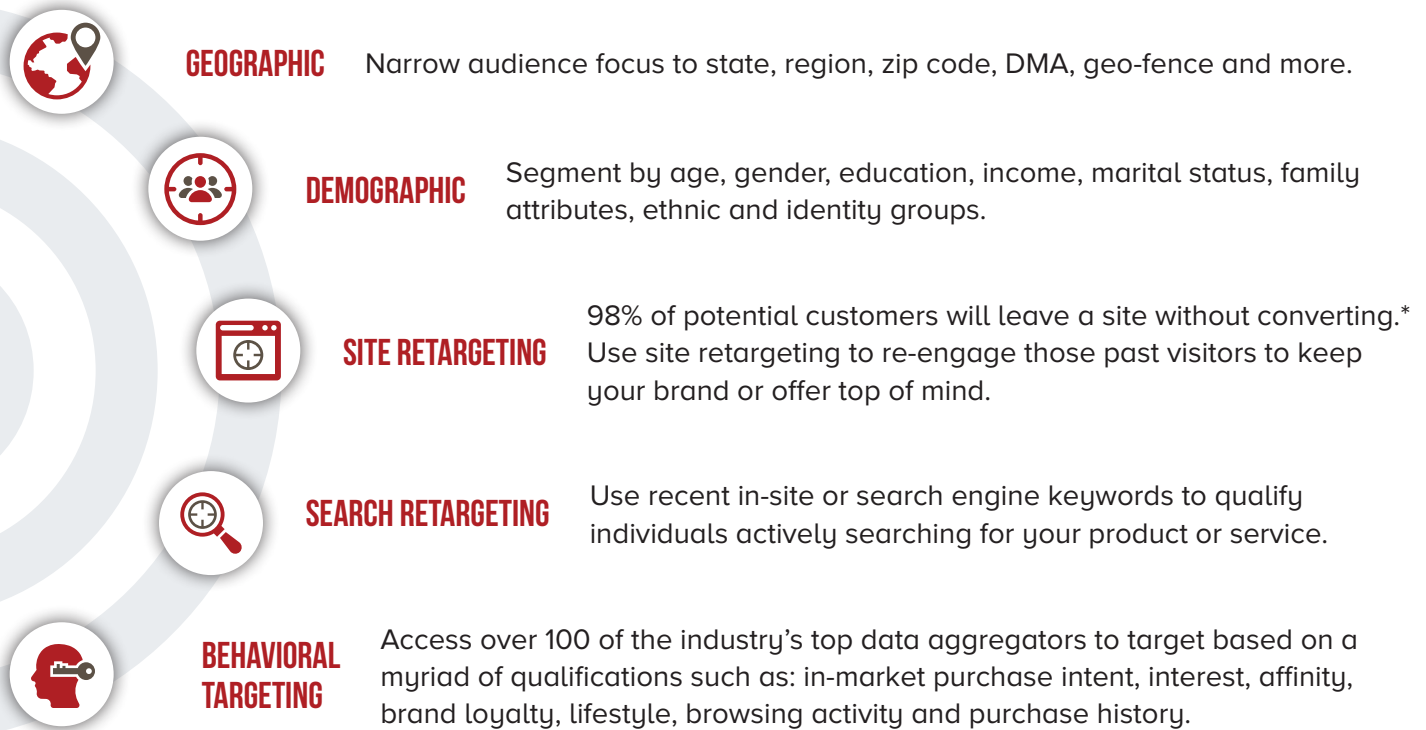 GEOGRAPHIC Narrow audience focus to state, region, zip code, DMA, geo-fence and more.
DEMOGRAPHIC
Segment by age, gender, education, income, marital status, family
attributes, ethnic and identity groups.
SITE RETARGETING
98% of potential customers will leave a site without converting.*
Use site retargeting to re-engage those past visitors to keep
your brand or offer top of mind.
SEARCH RETARGETING
Use recent in-site or search engine keywords to qualify
individuals actively searching for your product or service.
BEHAVIORAL
TARGETING
Access over 100 of the industry's top data aggregators to target based on a
myriad of qualifications such as: in-market purchase intent, interest, affinity,
brand loyalty, lifestyle, browsing activity and purchase history.